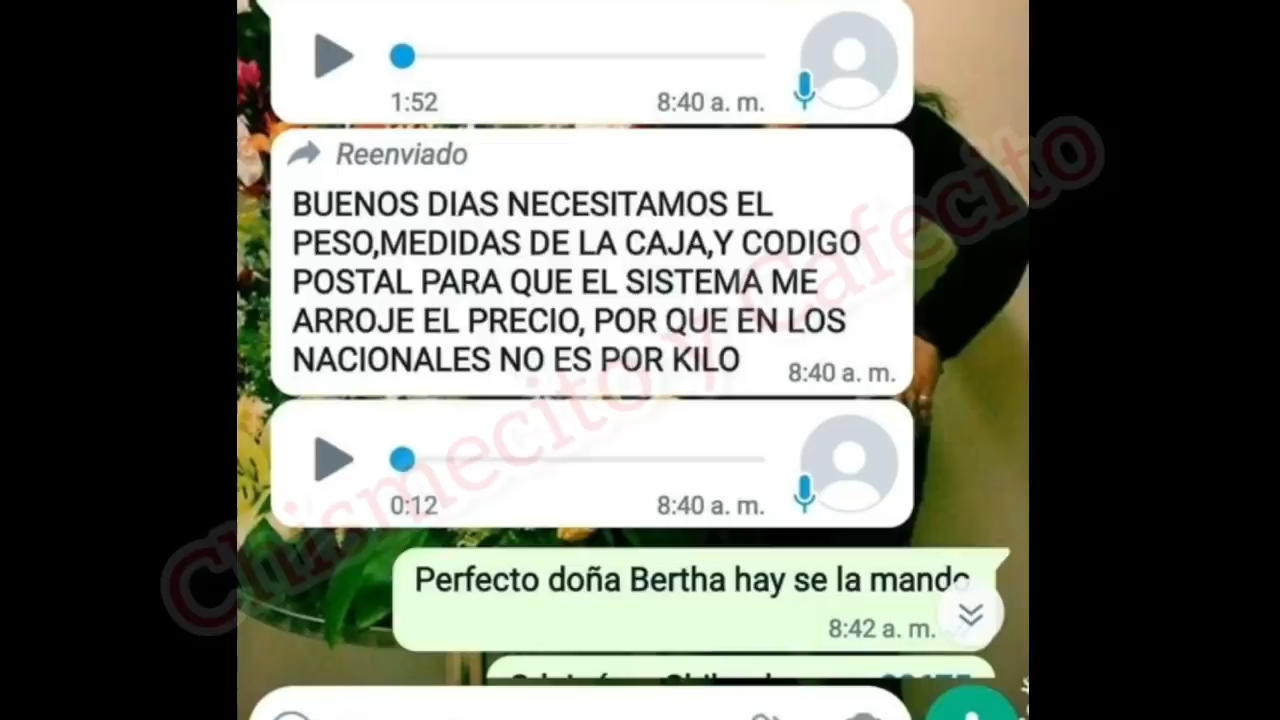 1:52
8:40 a. m.
Reenviado
BUENOS DIAS NECESITAMOS EL
PESO,MEDIDAS DE LA CAJA,Y CODIGO
POSTAL PARA QUE EL SISTEMA ME
ARROJE EL PRECIO, POR QUE EN LOS
NACIONALES NO ES POR KILO
8:40 a. m.
0:12
8:40 a. m.
Perfecto doña Bertha hay se la mando
8:42 a. m.
Chismecito y Cafecito